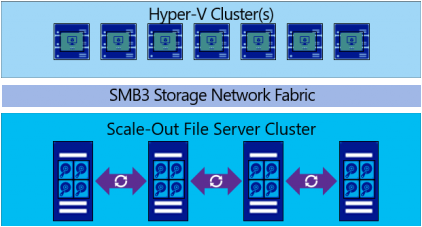 Hyper-V Cluster(s)
SMB3 Storage Network Fabric
Scale-Out File Server Cluster